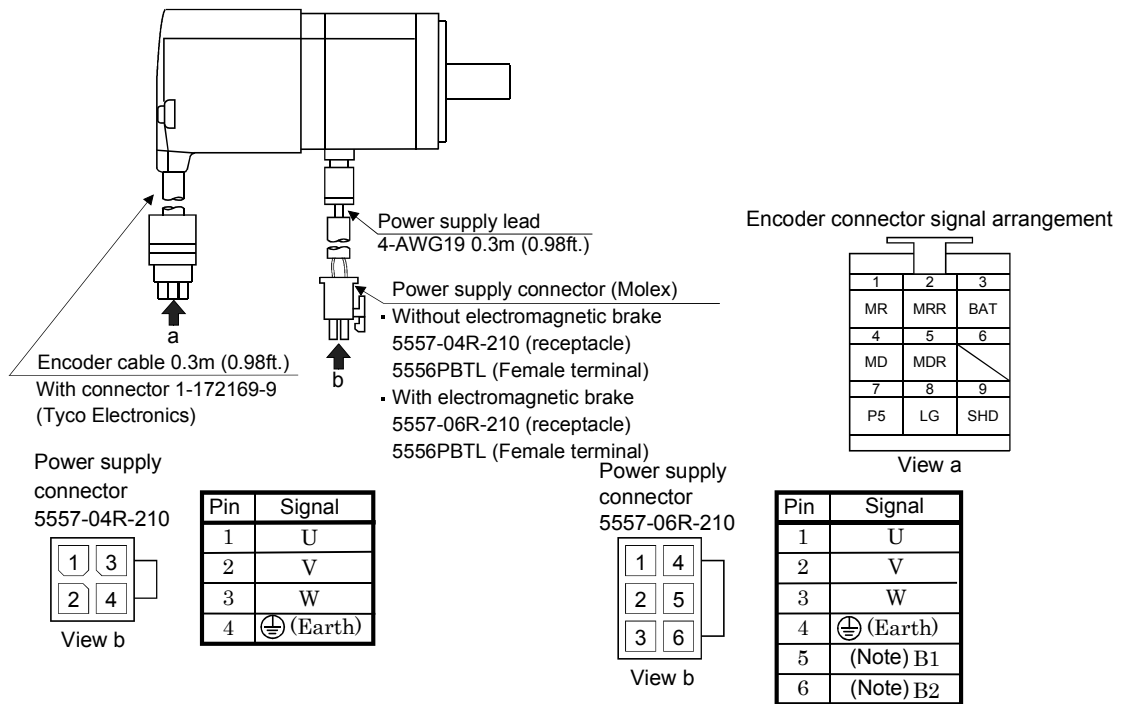 Power supply lead
4-AWG19 0.3m (0.98ft.)
Power supply connector (Molex)
Without electromagnetic brake
5557-04R-210 (receptacle)
5556PBTL (Female terminal)
With electromagnetic brake
5557-06R-210 (receptacle)
5556PBTL (Female terminal)
a
b
Encoder cable 0.3m (0.98ft.)
With connector 1-172169-9
(Tyco Electronics)
Encoder connector signal arrangement
1 2 3
MR MRR BAT
4 5 6
MD MDR
7 8 9
P5 LG SHD
View a
Power supply
connector
5557-04R-210
1 3
2 4
View b
Pin Signal
1 U
2 V
3 W
4 (Earth)
Power supply
connector
5557-06R-210
1 4
2 5
3 6
View b
Pin Signal
1 U
2 V
3 W
4 (Earth)
5 (Note) B1
6 (Note) B2